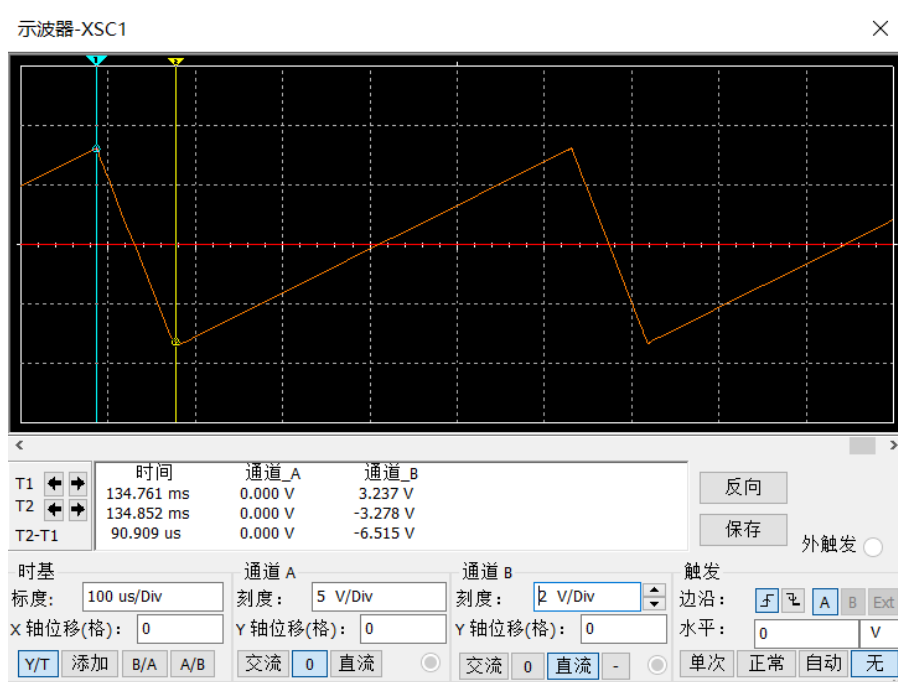 示波器-XSC1
1
2
时间 通道_A 通道_B
T1 134.761 ms 0.000 V 3.237 V
T2 134.852 ms 0.000 V -3.278 V
T2-T1 90.909 us 0.000 V -6.515 V
反向
保存
外触发
时基 通道 A 通道 B 触发
标度: 100 us/Div 刻度: 5 V/Div 刻度: 2 V/Div 边沿: A B Ext
X 轴位移(格): 0 Y 轴位移(格): 0 Y 轴位移(格): 0 水平: 0 V
Y/T 添加 B/A A/B 交流 0 直流 交流 0 直流 - 单次 正常 自动 无